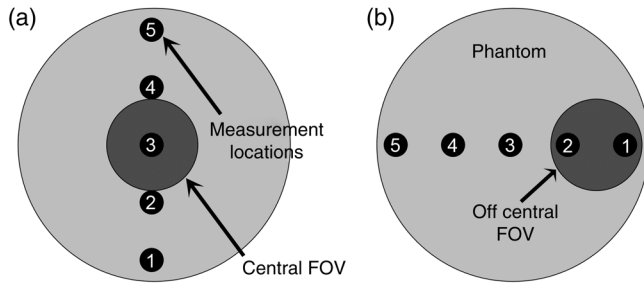 (a)
5
4
3
2
1
Measurement
locations
Central FOV
(b)
Phantom
5 4 3 2 1
Off central
FOV